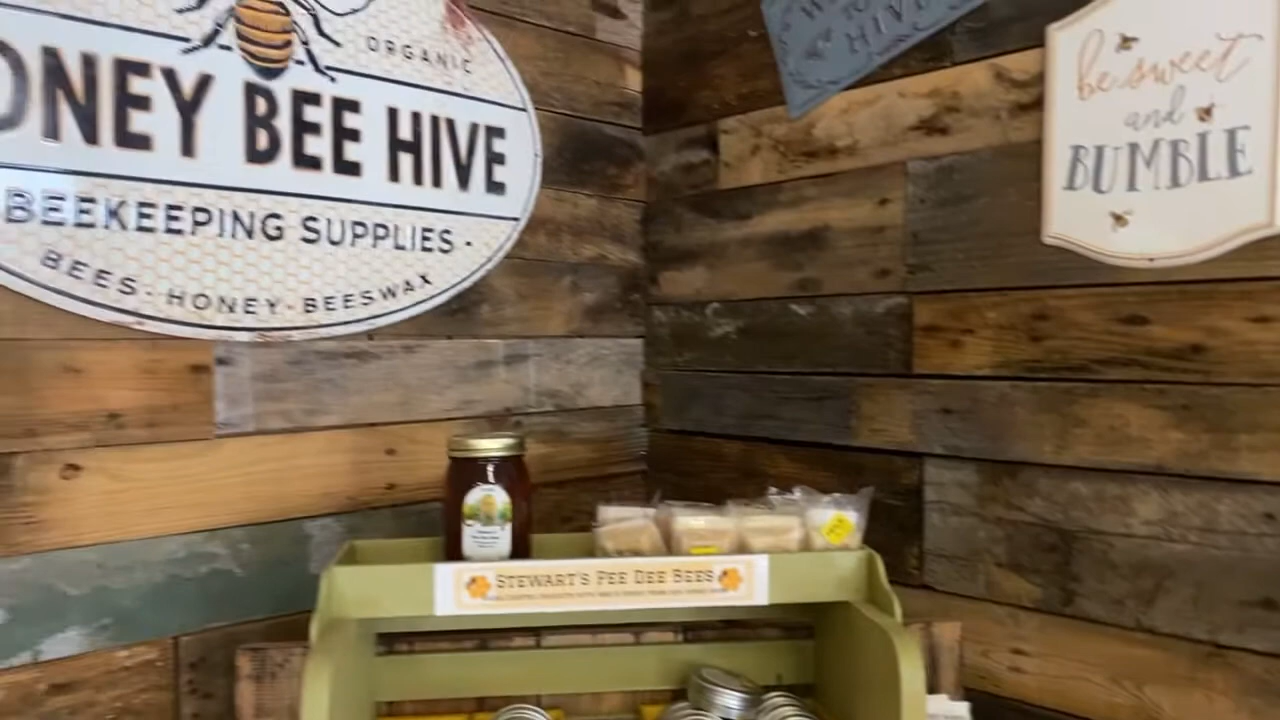 ORGANIC
ONEY BEE HIVE
BEEKEEPING SUPPLIES ·
BEES · HONEY · BEESWAX
HIVE
be sweet
and
BUMBLE
STEWART'S PEE DEE BEES